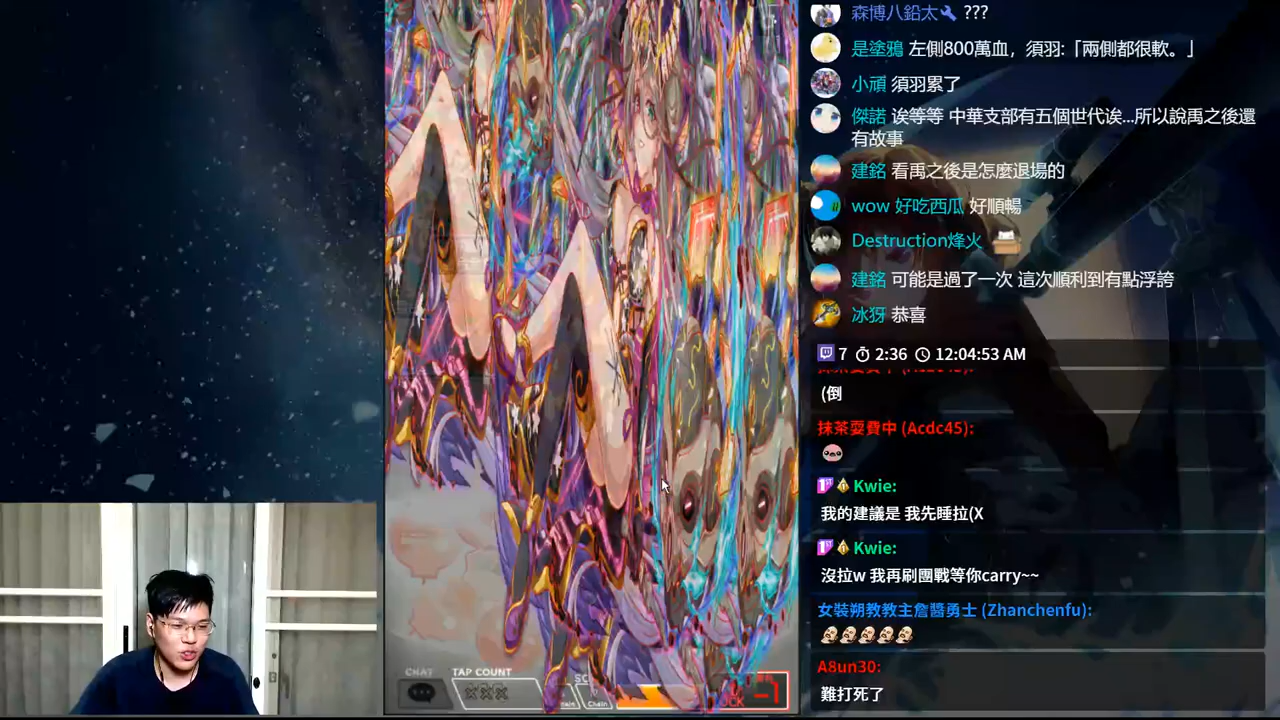 森博八鉛太 ???
是塗鴉 左側800萬血，須羽:「兩側都很軟。」
小頑 須羽累了
傑諾 诶等等 中華支部有五個世代诶...所以說禹之後還
有故事
建銘 看禹之後是怎麼退場的
wow 好吃西瓜 好順暢
Destruction烽火
建銘 可能是過了一次 這次順利到有點浮誇
冰犽 恭喜
7 2:36 12:04:53 AM
(倒
抹茶耍費中 (Acdc45):
Kwie:
我的建議是 我先睡拉(X
Kwie:
沒拉w 我再刷團戰等你carry~~
女裝朔教教主詹醬勇士 (Zhanchenfu):
A8un30:
難打死了
CHAT
TAP COUNT
Chain